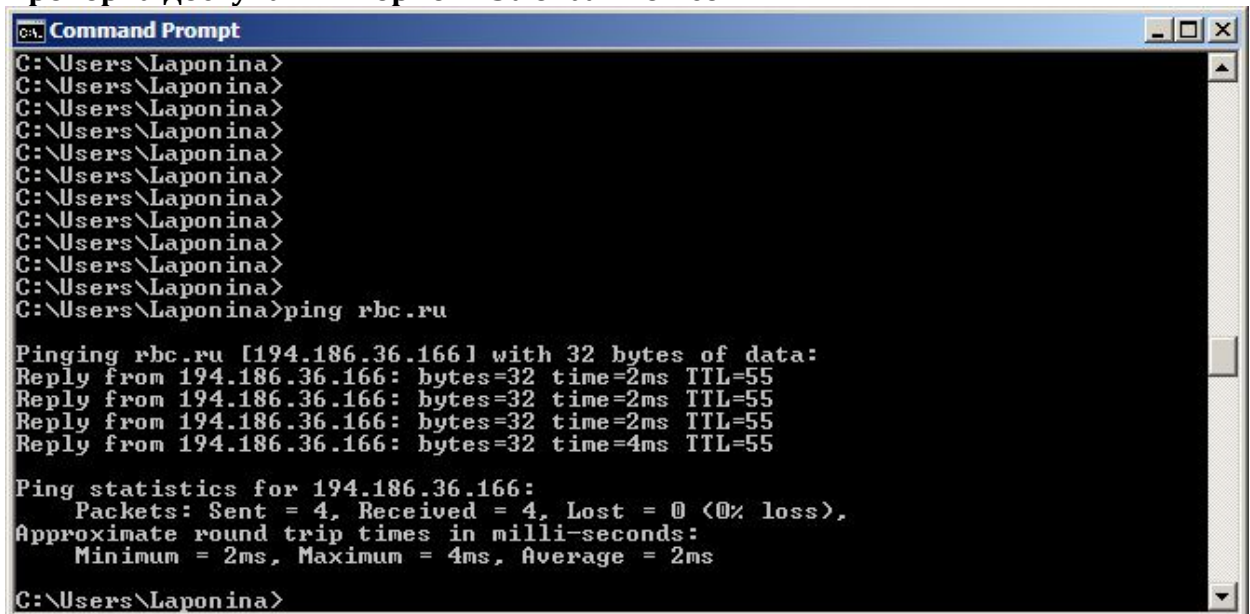 Command Prompt
C:\Users\Laponina>
C:\Users\Laponina>
C:\Users\Laponina>
C:\Users\Laponina>
C:\Users\Laponina>
C:\Users\Laponina>
C:\Users\Laponina>
C:\Users\Laponina>
C:\Users\Laponina>
C:\Users\Laponina>
C:\Users\Laponina>
C:\Users\Laponina>ping rbc.ru
Pinging rbc.ru [194.186.36.166] with 32 bytes of data:
Reply from 194.186.36.166: bytes=32 time=2ms TTL=55
Reply from 194.186.36.166: bytes=32 time=2ms TTL=55
Reply from 194.186.36.166: bytes=32 time=2ms TTL=55
Reply from 194.186.36.166: bytes=32 time=4ms TTL=55
Ping statistics for 194.186.36.166:
Packets: Sent = 4, Received = 4, Lost = 0 (0% loss),
Approximate round trip times in milli-seconds:
Minimum = 2ms, Maximum = 4ms, Average = 2ms
C:\Users\Laponina>